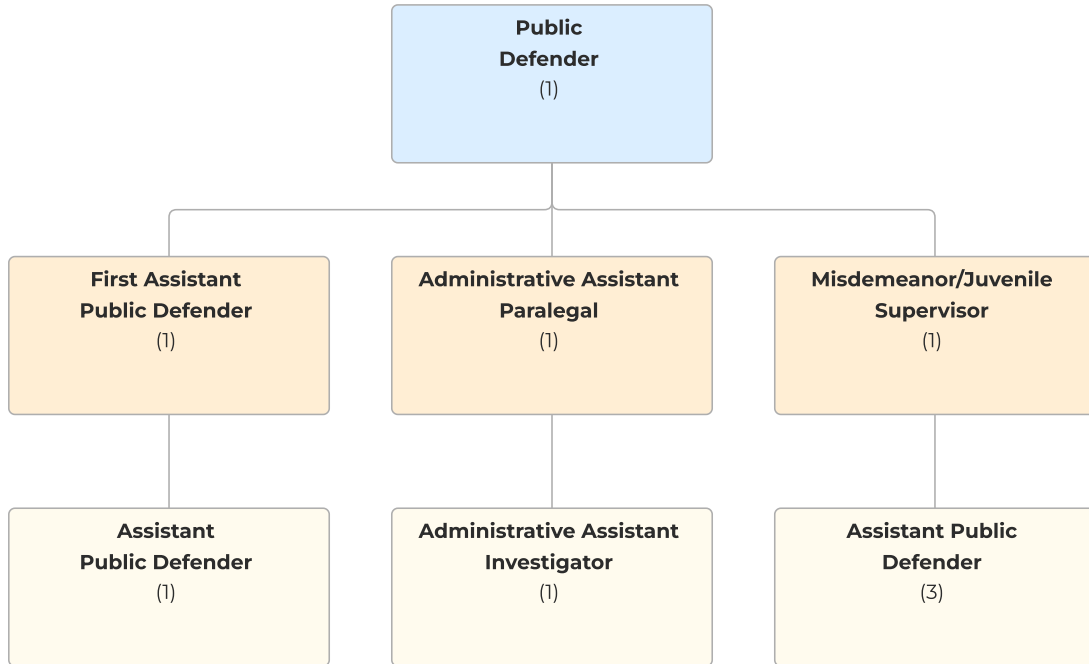 Public
Defender
(1)
First Assistant
Public Defender
(1)
Administrative Assistant
Paralegal
(1)
Misdemeanor/Juvenile
Supervisor
(1)
Assistant
Public Defender
(1)
Administrative Assistant
Investigator
(1)
Assistant Public
Defender
(3)